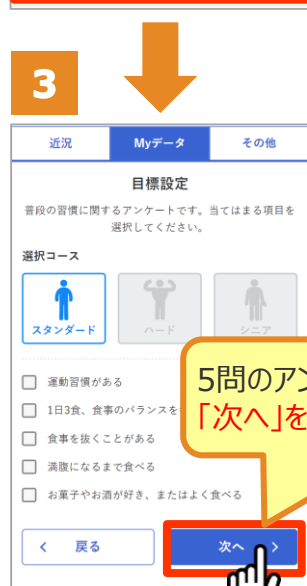 3
近況 Myデータ その他
目標設定
普段の習慣に関するアンケートです。当てはまる項目を
選択してください。
選択コース
スタンダード ハード シニア
運動習慣がある
1日3食、食事のバランスを
食事を抜くことがある
満腹になるまで食べる
お菓子やお酒が好き、またはよく食べる
5問のアン
「次へ」を
< 戻る 次へ >